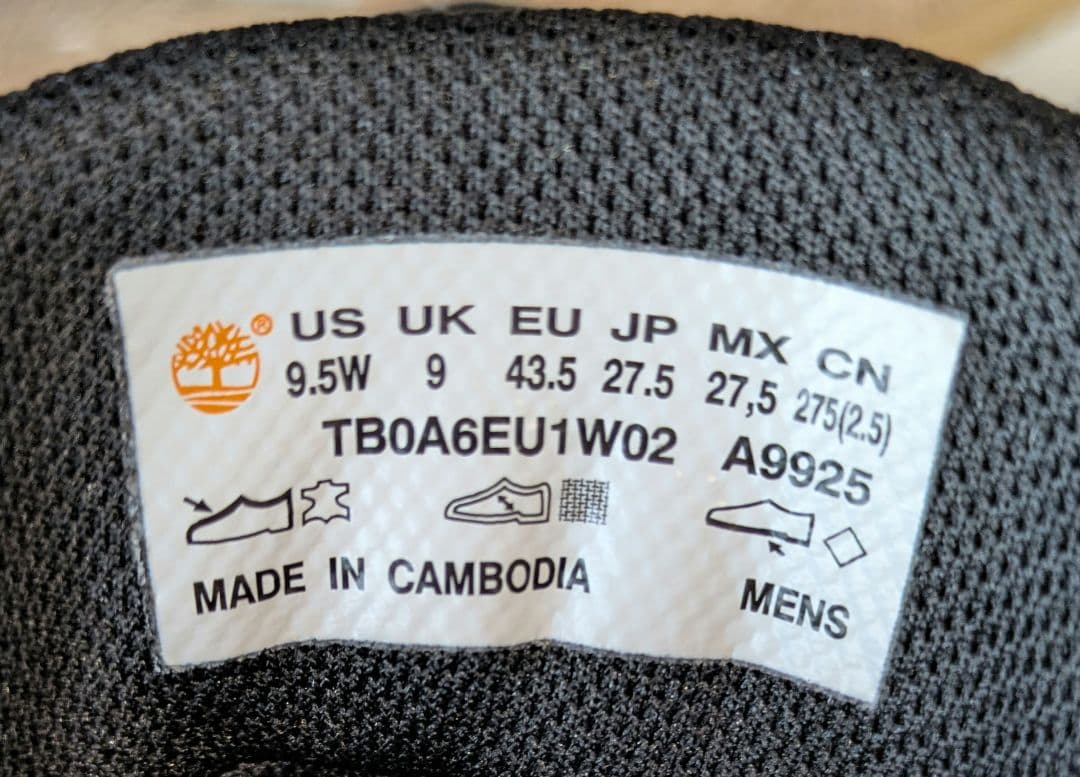 ® US UK EU JP MX CN
9.5W 9 43.5 27.5 27,5 275(2.5)
TB0A6EU1W02 A9925
MADE IN CAMBODIA MENS